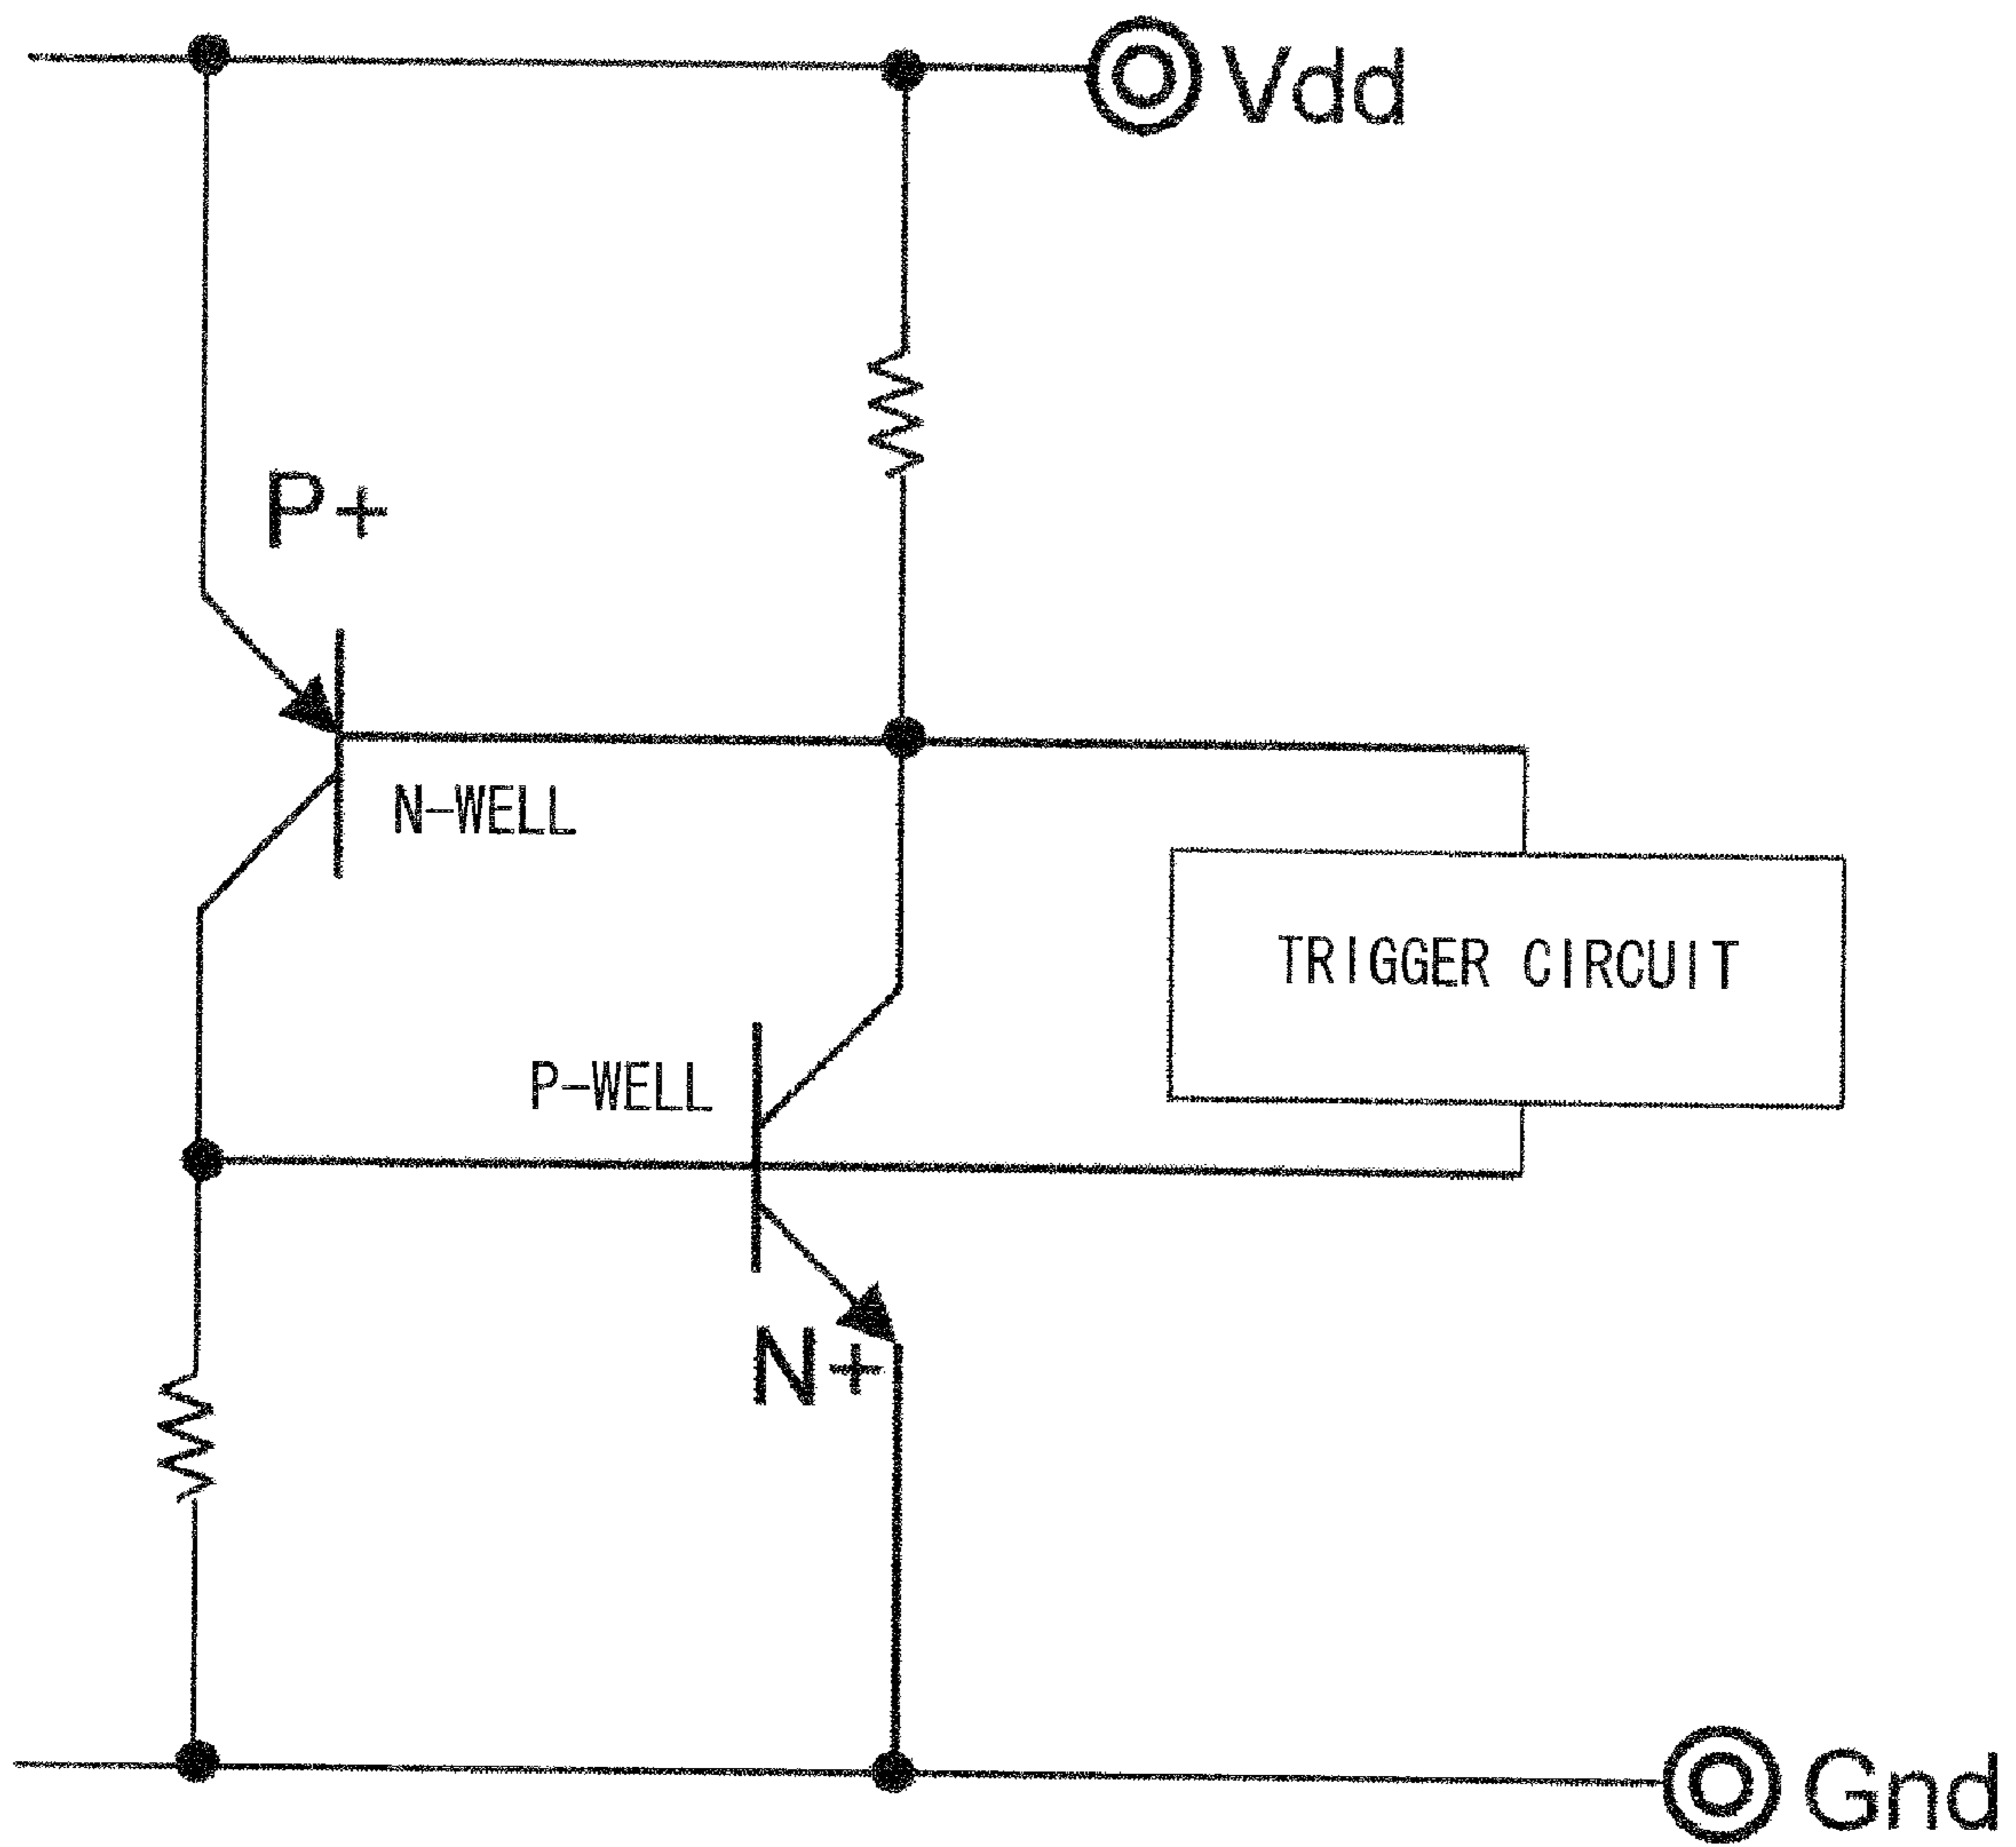 Vdd
P+
N-WELL
TRIGGER CIRCUIT
P-WELL
N+
Gnd